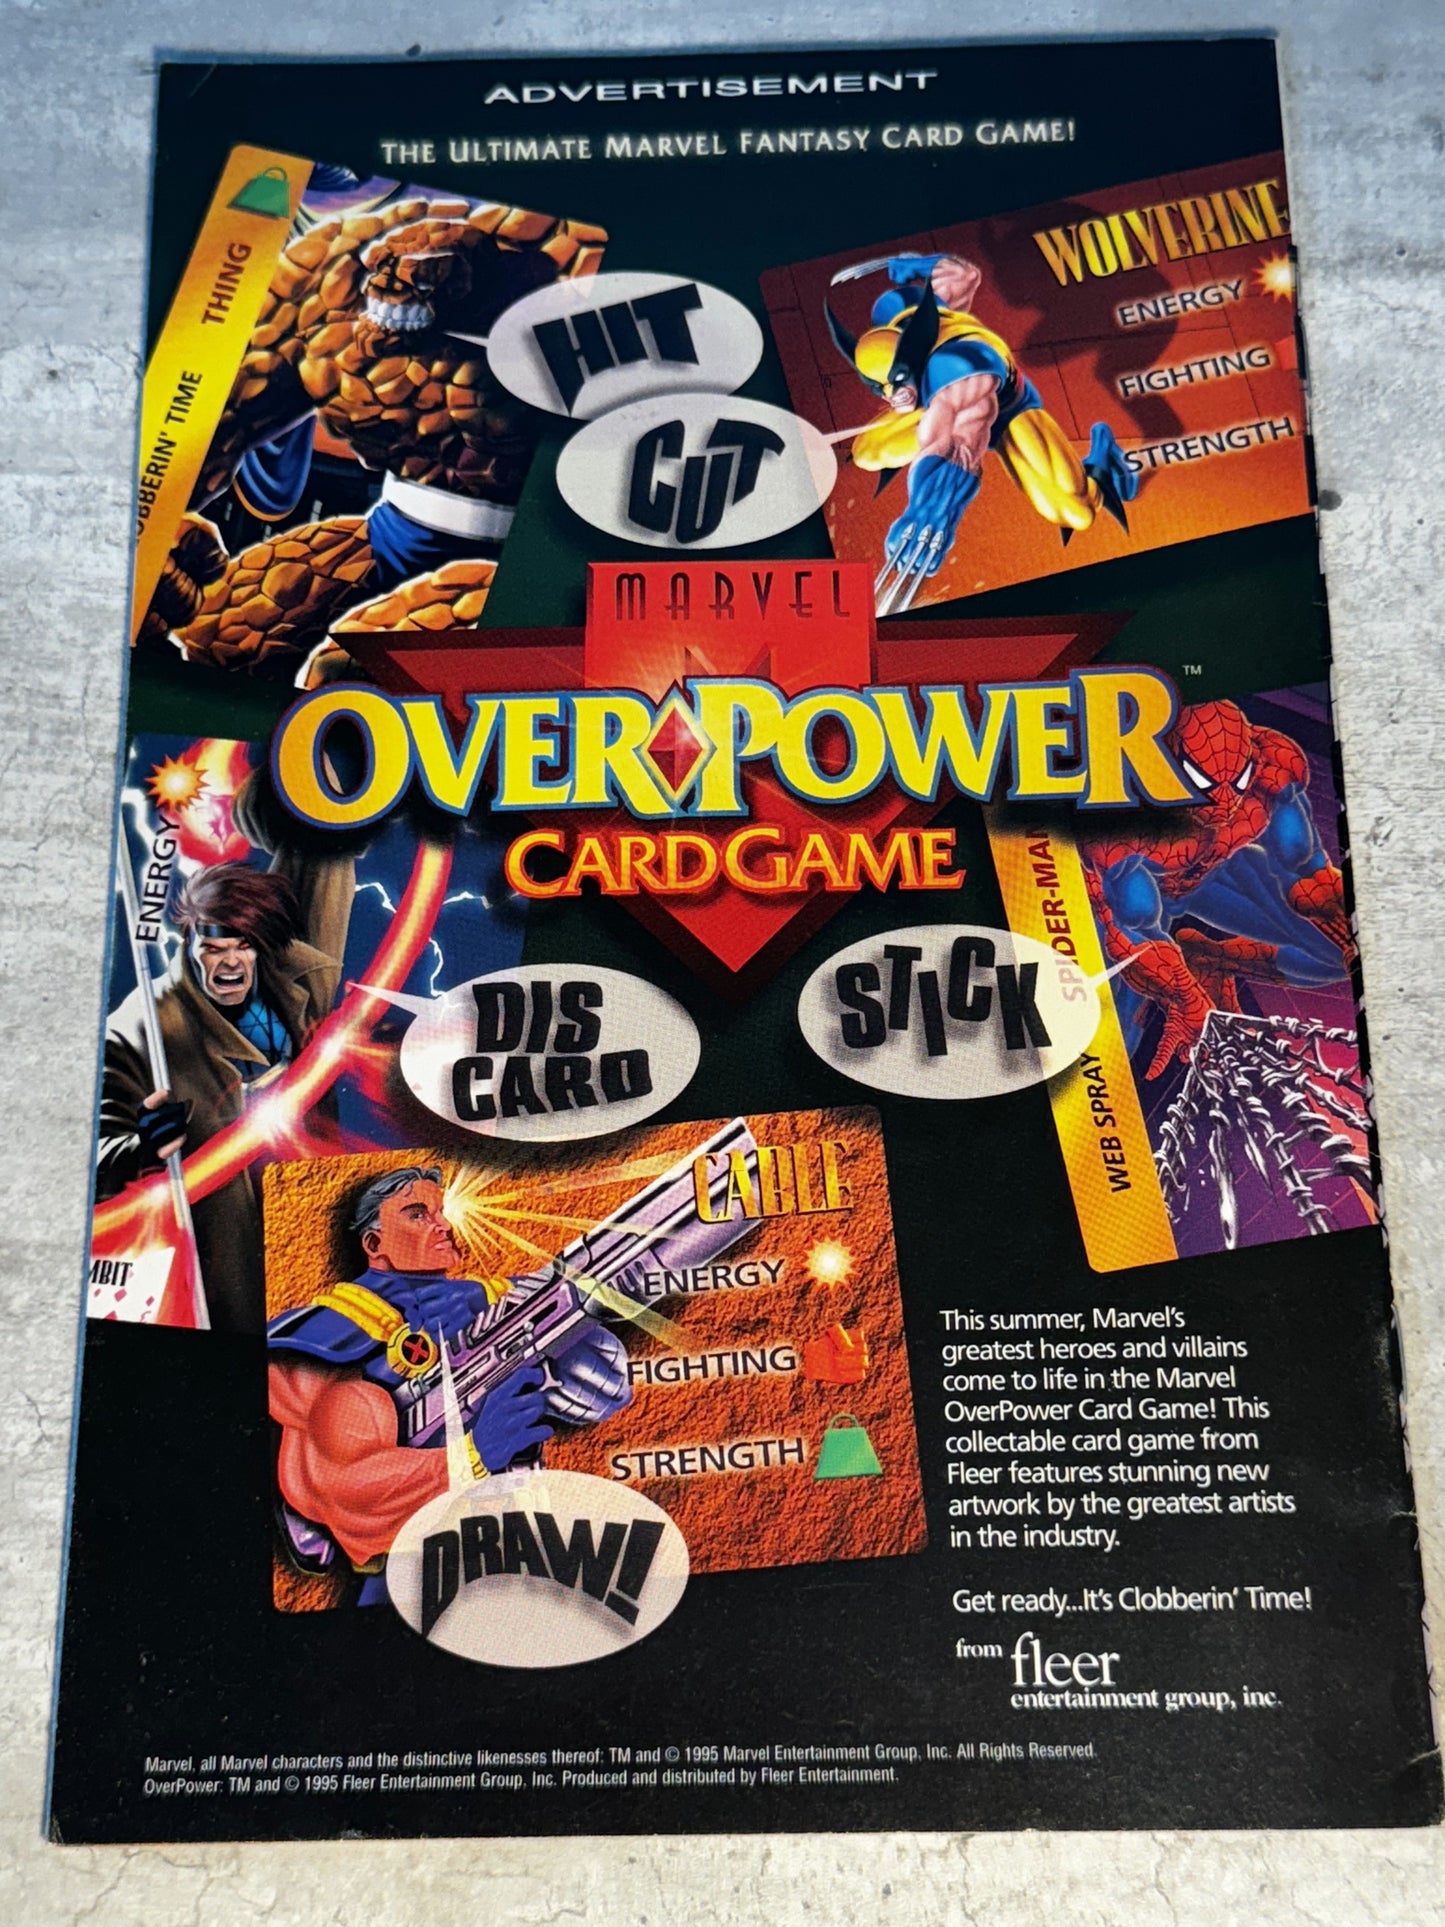 ADVERTISEMENT
THE ULTIMATE MARVEL FANTASY CARD GAME!
THING
OBBERIN' TIME
HIT
CUT
WOLVERINE
ENERGY
FIGHTING
STRENGTH
MARVEL
OVERPOWER™
CARD GAME
ENERGY
MBIT
DIS
CARD
STICK
SPIDER-MAN
WEB SPRAY
CABLE
ENERGY
FIGHTING
STRENGTH
DRAW!
This summer, Marvel's
greatest heroes and villains
come to life in the Marvel
OverPower Card Game! This
collectable card game from
Fleer features stunning new
artwork by the greatest artists
in the industry.
Get ready...It's Clobberin' Time!
from fleer
entertainment group, inc.
Marvel, all Marvel characters and the distinctive likenesses thereof: TM and © 1995 Marvel Entertainment Group, Inc. All Rights Reserved.
OverPower: TM and © 1995 Fleer Entertainment Group, Inc. Produced and distributed by Fleer Entertainment.